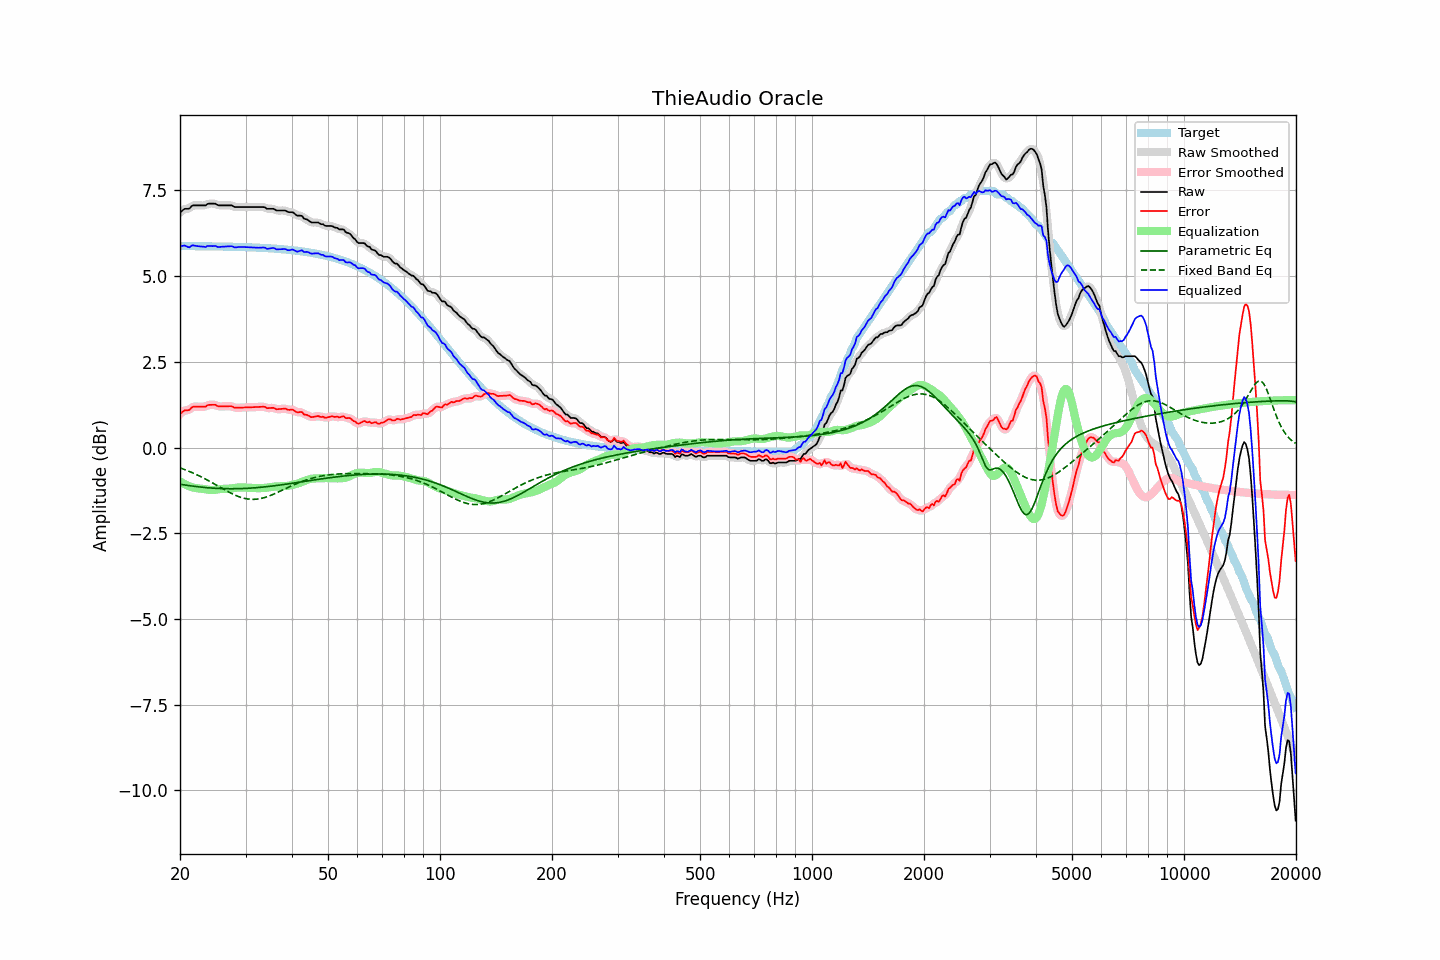 ThieAudio Oracle
Amplitude (dBr)
7.5
5.0
2.5
0.0
−2.5
−5.0
−7.5
−10.0
Target
Raw Smoothed
Error Smoothed
Raw
Error
Equalization
Parametric Eq
Fixed Band Eq
Equalized
20
50
100
200
500
1000
2000
5000
10000
20000
Frequency (Hz)